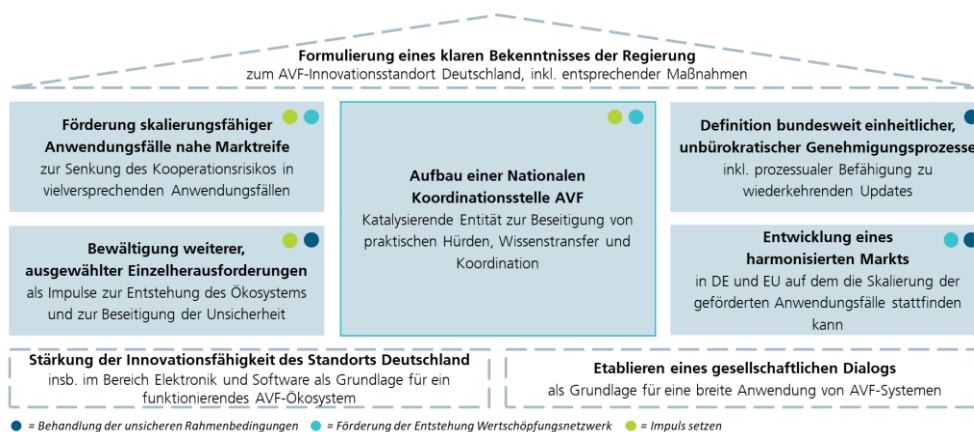 Formulierung eines klaren Bekenntnisses der Regierung
zum AVF-Innovationsstandort Deutschland, inkl. entsprechender Maßnahmen
Förderung skalierungsfähiger
Anwendungsfälle nahe Marktreife
zur Senkung des Kooperationsrisikos in
vielversprechenden Anwendungsfällen
Bewältigung weiterer,
ausgewählter Einzelherausforderungen
als Impulse zur Entstehung des Ökosystems
und zur Beseitigung der Unsicherheit
Aufbau einer Nationalen
Koordinationsstelle AVF
Katalysierende Entität zur Beseitigung von
praktischen Hürden, Wissenstransfer und
Koordination
Definition bundesweit einheitlicher,
unbürokratischer Genehmigungsprozesse
inkl. prozessualer Befähigung zu
wiederkehrenden Updates
Entwicklung eines
harmonisierten Markts
in DE und EU auf dem die Skalierung der
geförderten Anwendungsfälle stattfinden
kann
Stärkung der Innovationsfähigkeit des Standorts Deutschland
insb. im Bereich Elektronik und Software als Grundlage für ein
funktionierendes AVF-Ökosystem
Etablieren eines gesellschaftlichen Dialogs
als Grundlage für eine breite Anwendung von AVF-Systemen
= Behandlung der unsicheren Rahmenbedingungen = Förderung der Entstehung Wertschöpfungsnetzwerk = Impuls setzen